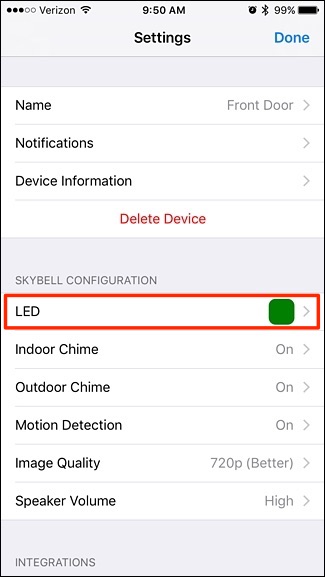 Verizon 9:50 AM 99%
Settings Done
Name Front Door
Notifications
Device Information
Delete Device
SKYBELL CONFIGURATION
LED
Indoor Chime On
Outdoor Chime On
Motion Detection On
Image Quality 720p (Better)
Speaker Volume High
INTEGRATIONS